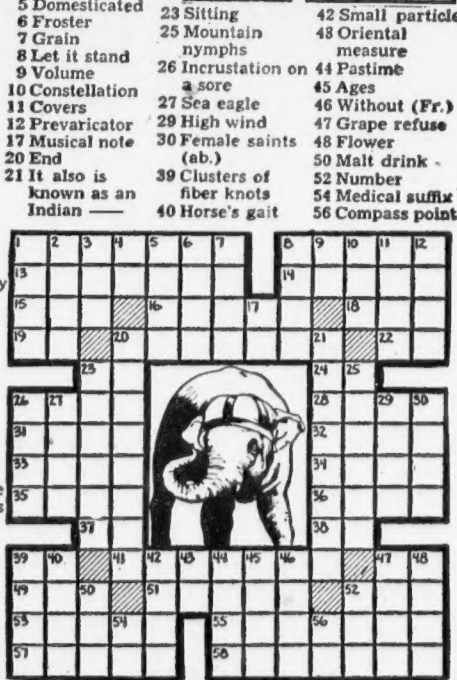 5 Domesticated
6 Froster
7 Grain
8 Let it stand
9 Volume
10 Constellation
11 Covers
12 Prevaricator
17 Musical note
20 End
21 It also is
known as an
Indian ——
23 Sitting
25 Mountain
nymphs
26 Incrustation on
a sore
27 Sea eagle
29 High wind
30 Female saints
(ab.)
39 Clusters of
fiber knots
40 Horse's gait
42 Small particle
43 Oriental
measure
44 Pastime
45 Ages
46 Without (Fr.)
47 Grape refuse
48 Flower
50 Malt drink
52 Number
54 Medical suffix
56 Compass point
1 2 3 4 5 6 7 8 9 10 11 12
13 14
15 16 17 18
19 20 21 22
23 24 25
26 27 28 29 30
31 32
33 34
35 36
37 38
39 40 41 42 43 44 45 46 47 48
49 50 51 52
53 54 55 56
57 58